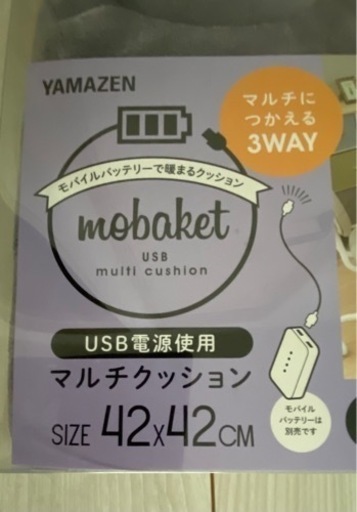 YAMAZEN
マルチに
つかえる
3WAY
モバイルバッテリーで暖まるクッション
mobaket
USB
multi cushion
USB電源使用
マルチクッション
SIZE 42×42CM
モバイル
バッテリーは
別売です